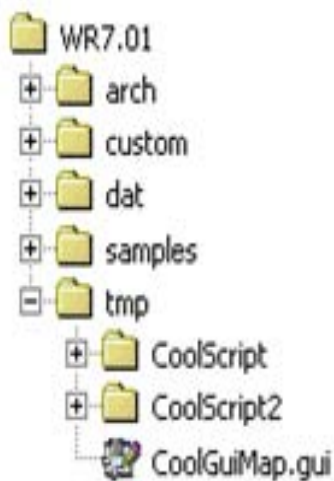 WR7.01
arch
custom
dat
samples
tmp
CoolScript
CoolScript2
CoolGuiMap.gui